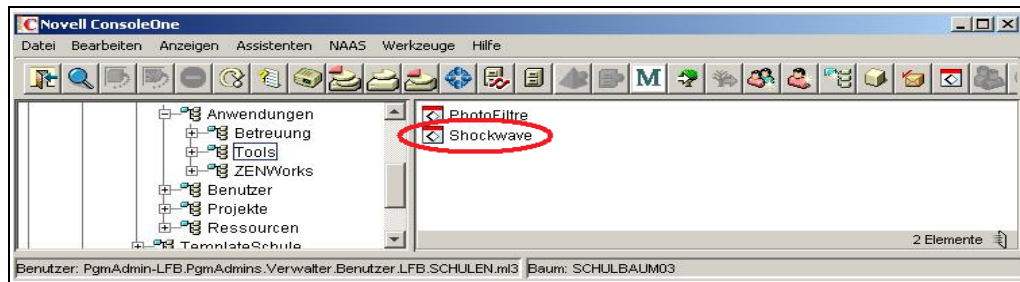 Novell ConsoleOne
Datei Bearbeiten Anzeigen Assistenten NAAS Werkzeuge Hilfe
M
Anwendungen
Betreuung
Tools
ZENWorks
Benutzer
Projekte
Ressourcen
TemplateSchule
PhotoFiltre
Shockwave
2 Elemente
Benutzer: PgmAdmin-LFB.PgmAdmins.Verwalter.Benutzer.LFB.SCHULEN.ml3 Baum: SCHULBAUM03